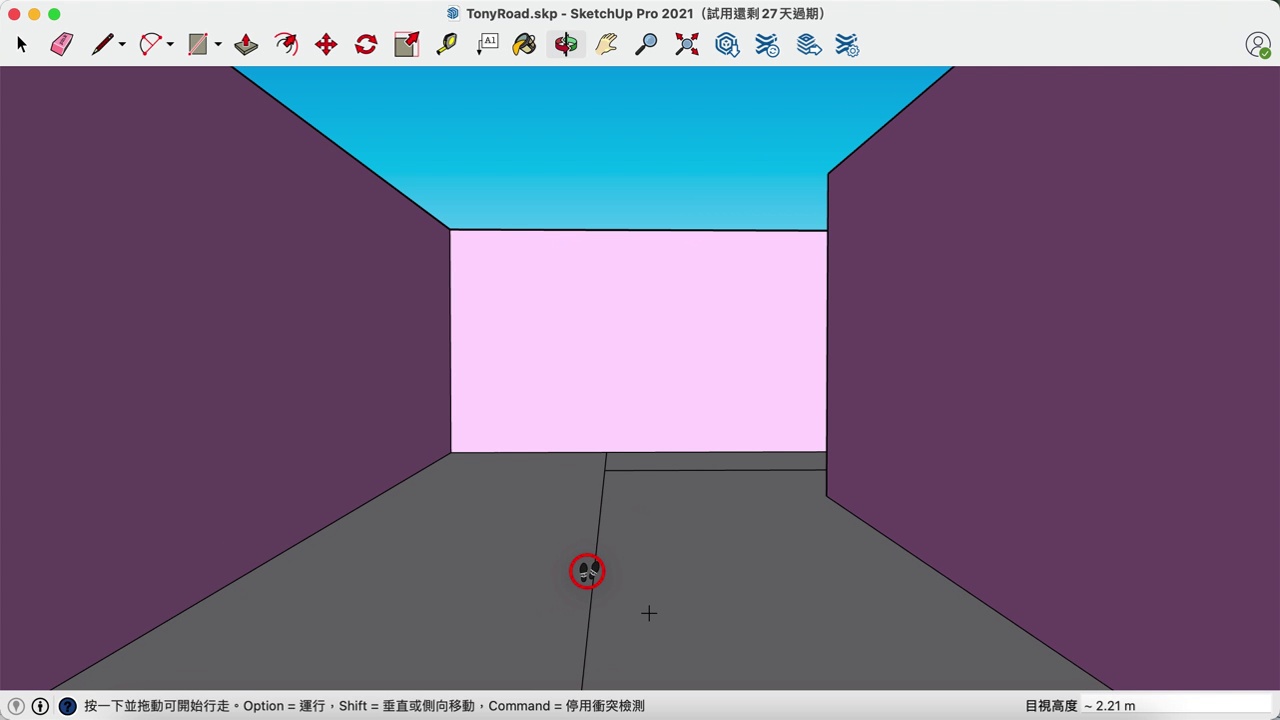 TonyRoad.skp - SketchUp Pro 2021（試用還剩 27 天過期）
A1
按一下並拖動可開始行走。Option = 運行，Shift = 垂直或側向移動，Command = 停用衝突檢測
目視高度 ~ 2.21 m